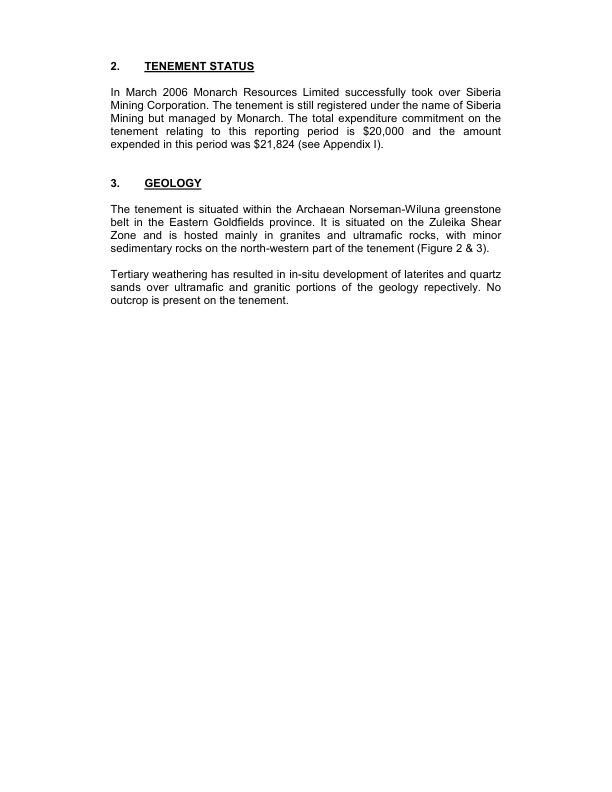 2. TENEMENT STATUS
In March 2006 Monarch Resources Limited successfully took over Siberia
Mining Corporation. The tenement is still registered under the name of Siberia
Mining but managed by Monarch. The total expenditure commitment on the
tenement relating to this reporting period is $20,000 and the amount
expended in this period was $21,824 (see Appendix I).
3. GEOLOGY
The tenement is situated within the Archaean Norseman-Wiluna greenstone
belt in the Eastern Goldfields province. It is situated on the Zuleika Shear
Zone and is hosted mainly in granites and ultramafic rocks, with minor
sedimentary rocks on the north-western part of the tenement (Figure 2 & 3).
Tertiary weathering has resulted in in-situ development of laterites and quartz
sands over ultramafic and granitic portions of the geology repectively. No
outcrop is present on the tenement.